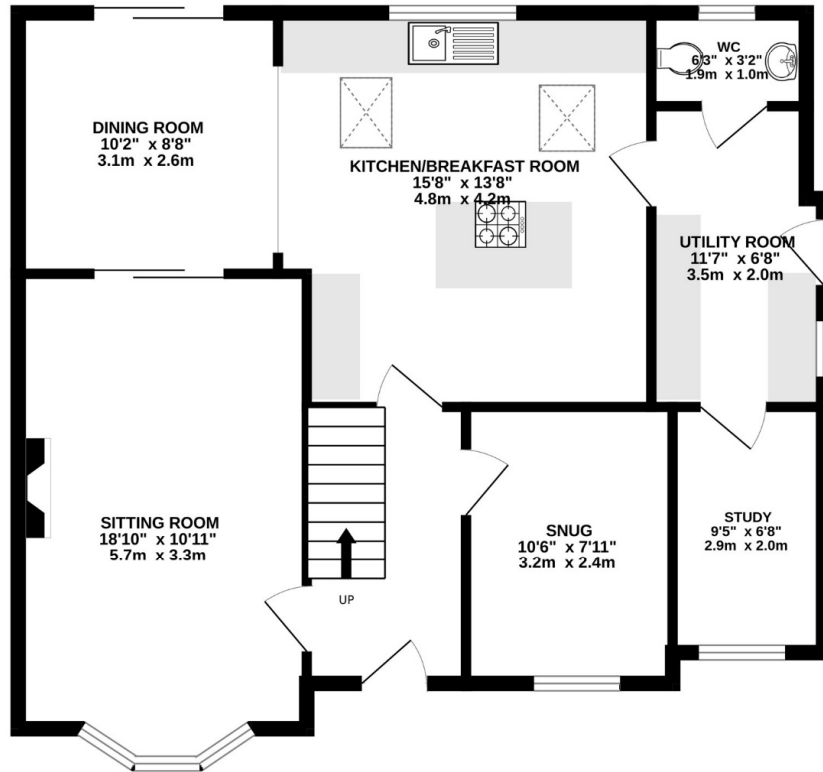 WC
6'3" x 3'2"
1.9m x 1.0m
DINING ROOM
10'2" x 8'8"
3.1m x 2.6m
KITCHEN/BREAKFAST ROOM
15'8" x 13'8"
4.8m x 4.2m
UTILITY ROOM
11'7" x 6'8"
3.5m x 2.0m
SITTING ROOM
18'10" x 10'11"
5.7m x 3.3m
UP
SNUG
10'6" x 7'11"
3.2m x 2.4m
STUDY
9'5" x 6'8"
2.9m x 2.0m